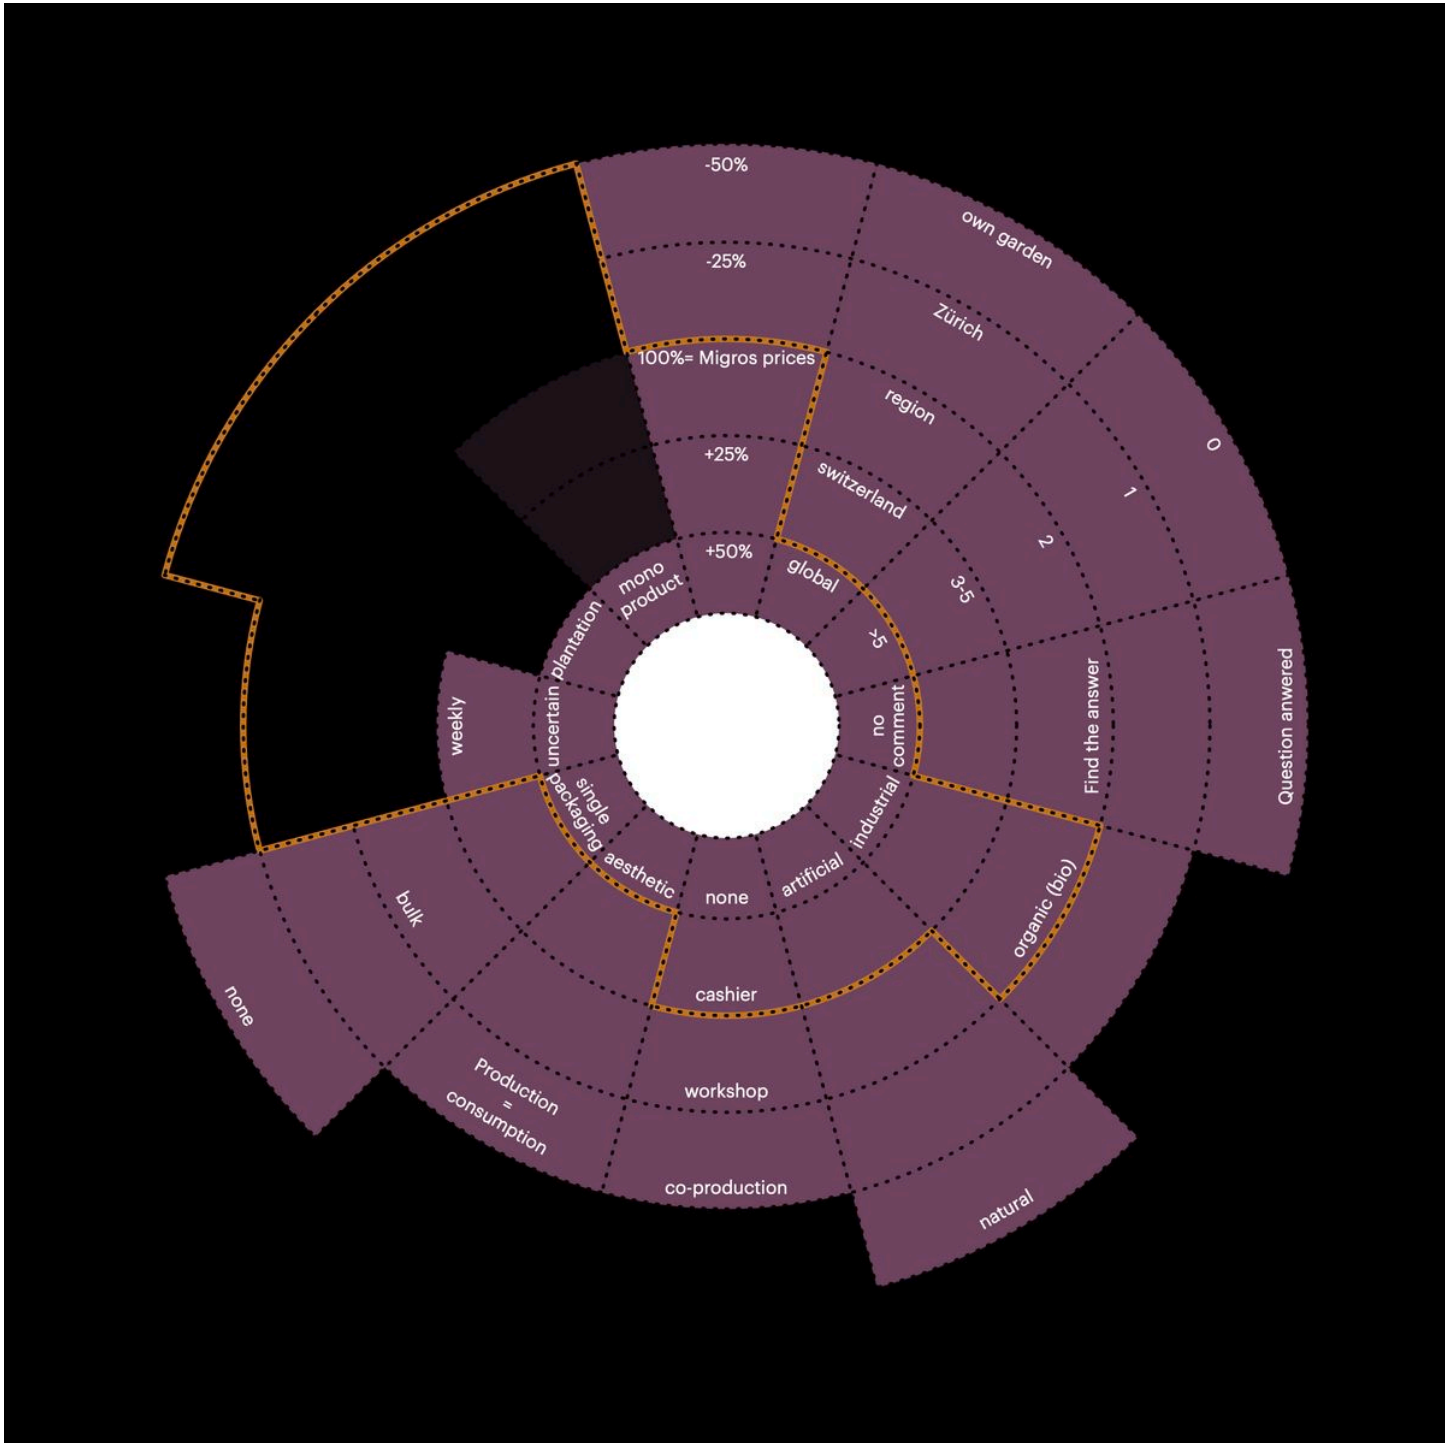 -50%
-25%
100%= Migros prices
+25%
+50%
own garden
Zürich
region
switzerland
global
0
1
2
3-5
>5
Question anwered
Find the answer
no
comment
organic (bio)
industrial
natural
artificial
none
cashier
workshop
co-production
aesthetic
Production
=
consumption
single
packaging
bulk
none
uncertain
weekly
plantation
mono
product